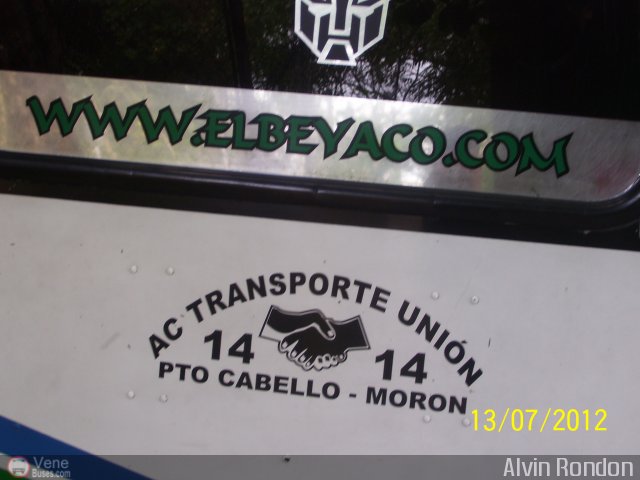 WWW.ELBEYACO.COM
AC TRANSPORTE UNIÓN
14 14
PTO CABELLO - MORON
13/07/2012
Vene
Buses.com
Alvin Rondon